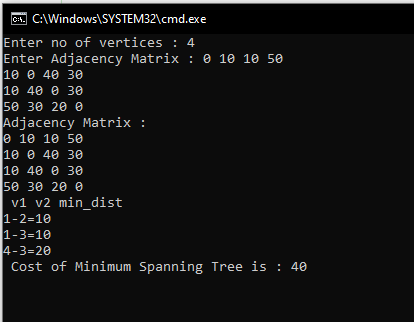 C:\Windows\SYSTEM32\cmd.exe
Enter no of vertices : 4
Enter Adjacency Matrix : 0 10 10 50
10 0 40 30
10 40 0 30
50 30 20 0
Adjacency Matrix :
0 10 10 50
10 0 40 30
10 40 0 30
50 30 20 0
v1 v2 min_dist
1-2=10
1-3=10
4-3=20
Cost of Minimum Spanning Tree is : 40